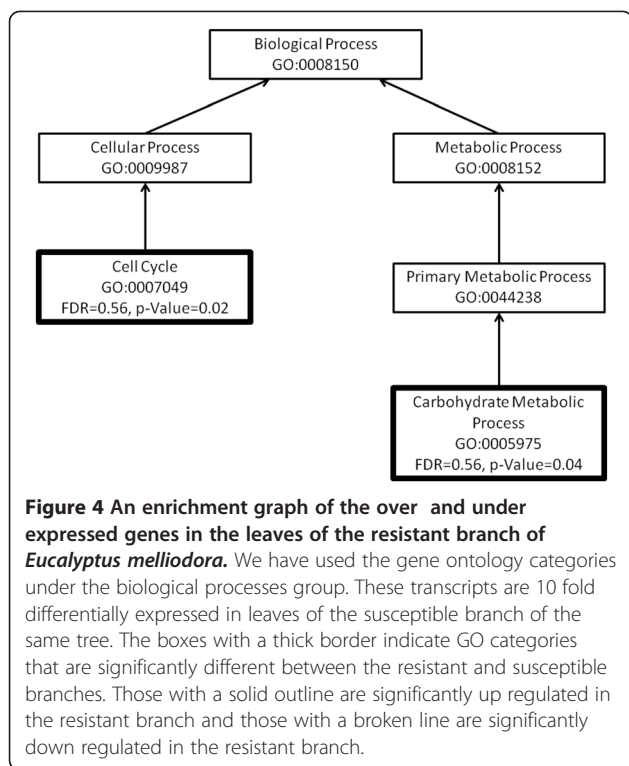 Biological Process
GO:0008150
Cellular Process
GO:0009987
Metabolic Process
GO:0008152
Cell Cycle
GO:0007049
FDR=0.56, p-Value=0.02
Primary Metabolic Process
GO:0044238
Carbohydrate Metabolic
Process
GO:0005975
FDR=0.56, p-Value=0.04
Figure 4 An enrichment graph of the over and under
expressed genes in the leaves of the resistant branch of
Eucalyptus melliodora. We have used the gene ontology categories
under the biological processes group. These transcripts are 10 fold
differentially expressed in leaves of the susceptible branch of the
same tree. The boxes with a thick border indicate GO categories
that are significantly different between the resistant and susceptible
branches. Those with a solid outline are significantly up regulated in
the resistant branch and those with a broken line are significantly
down regulated in the resistant branch.